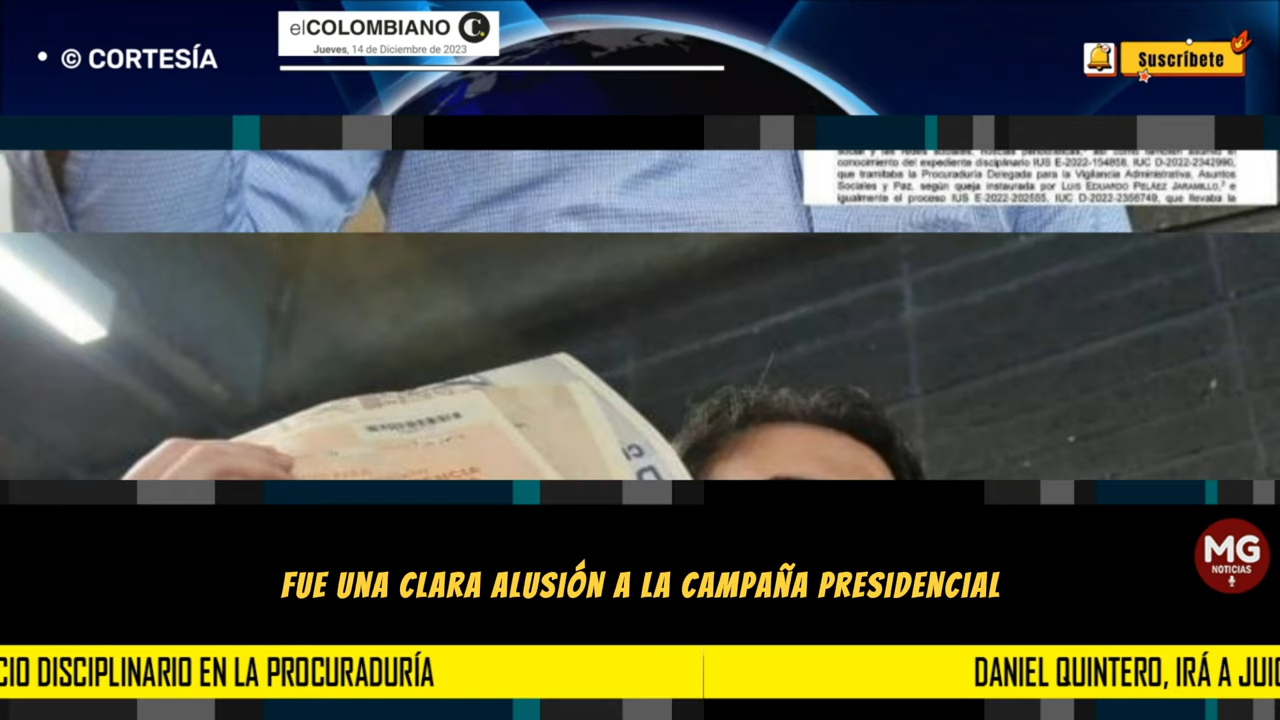 elCOLOMBIANO C.
Jueves, 14 de Diciembre de 2023
• © CORTESÍA
Suscríbete
conocimiento del expediente disciplinario IUS E-2022-154858, IUC D-2022-2342990,
que tramitaba la Procuraduría Delegada para la Vigilancia Administrativa, Asuntos
Sociales y Paz, según queja instaurada por LUIS EDUARDO PELÁEZ JARAMILLO,³ e
igualmente el proceso IUS E-2022-202555, IUC D-2022-2356749, que llevaba la
MG
NOTICIAS
FUE UNA CLARA ALUSIÓN A LA CAMPAÑA PRESIDENCIAL
CIO DISCIPLINARIO EN LA PROCURADURÍA
DANIEL QUINTERO, IRÁ A JUIC